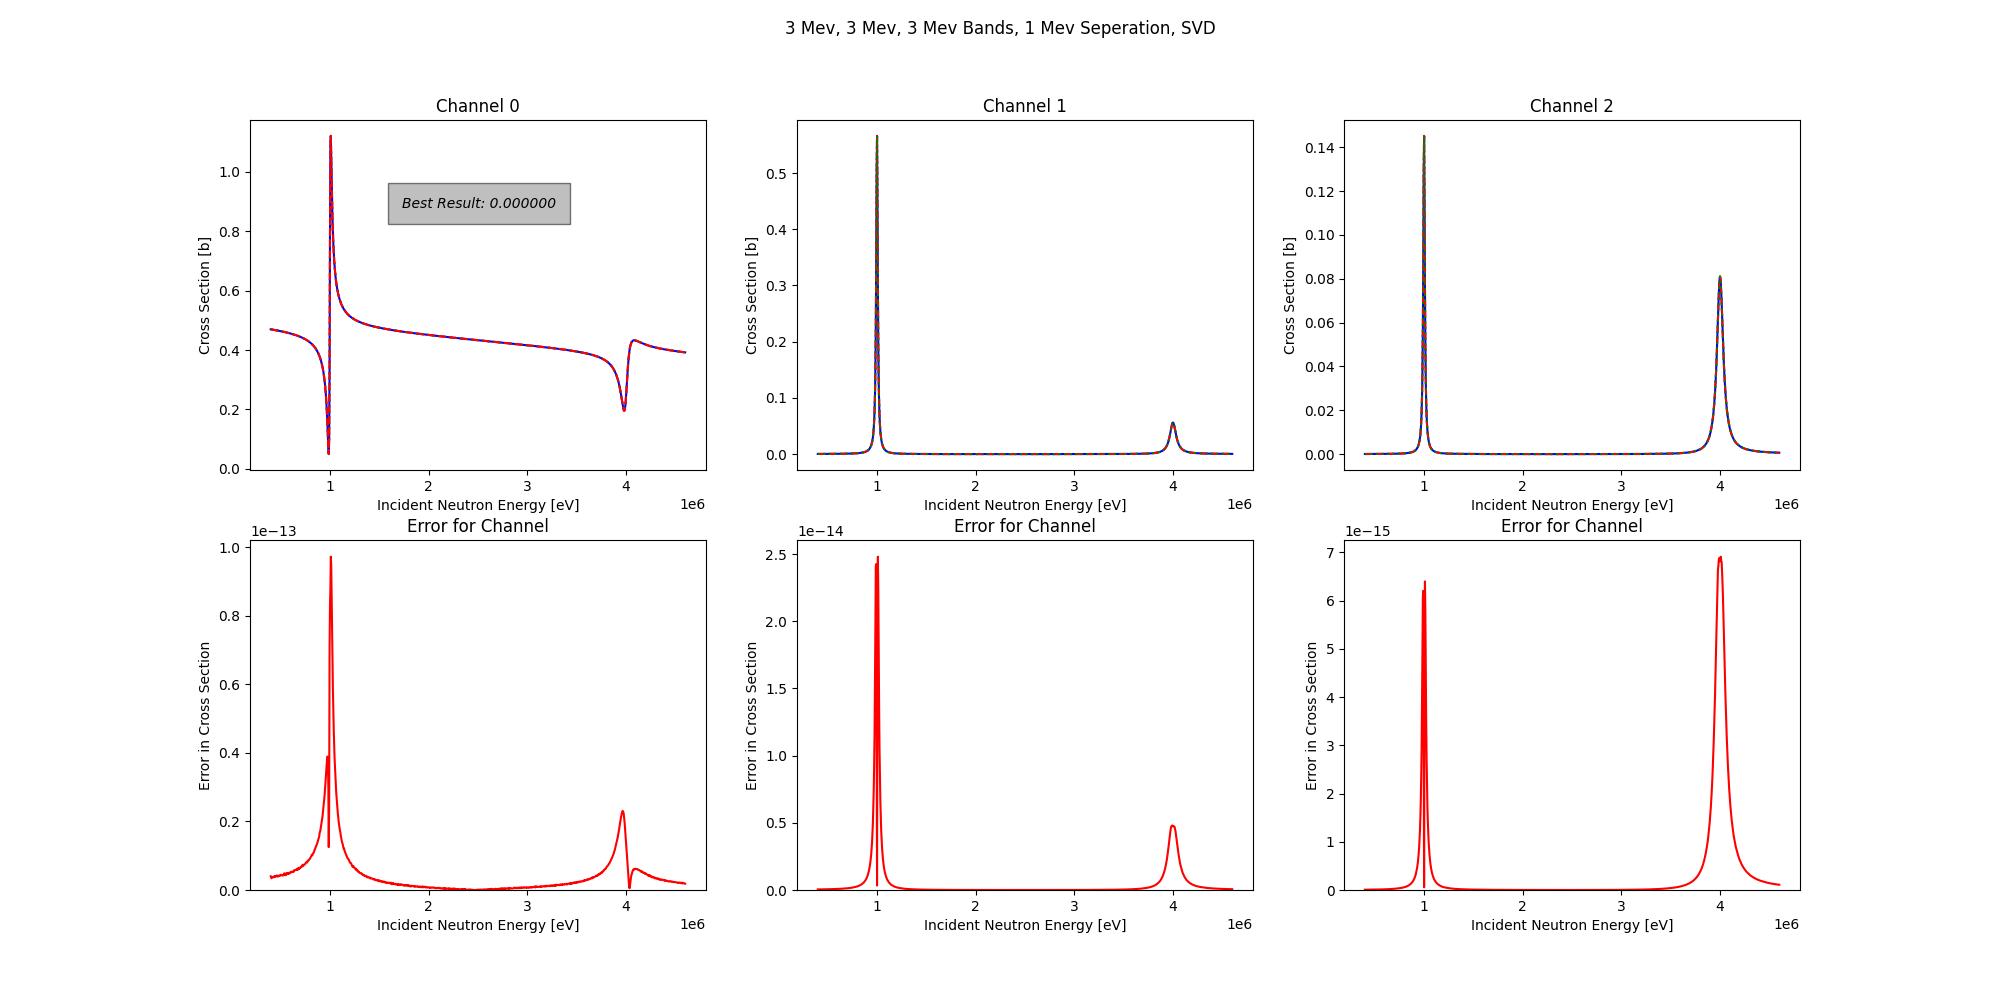 3 Mev, 3 Mev, 3 Mev Bands, 1 Mev Seperation, SVD
Channel 0
Cross Section [b]
1.0
0.8
0.6
0.4
0.2
0.0
Best Result: 0.000000
1 2 3 4
1e6
Incident Neutron Energy [eV]
Channel 1
Cross Section [b]
0.5
0.4
0.3
0.2
0.1
0.0
1 2 3 4
1e6
Incident Neutron Energy [eV]
Channel 2
Cross Section [b]
0.14
0.12
0.10
0.08
0.06
0.04
0.02
0.00
1 2 3 4
1e6
Incident Neutron Energy [eV]
Error for Channel
1e−13
Error in Cross Section
1.0
0.8
0.6
0.4
0.2
0.0
1 2 3 4
1e6
Incident Neutron Energy [eV]
Error for Channel
1e−14
Error in Cross Section
2.5
2.0
1.5
1.0
0.5
0.0
1 2 3 4
1e6
Incident Neutron Energy [eV]
Error for Channel
1e−15
Error in Cross Section
7
6
5
4
3
2
1
0
1 2 3 4
1e6
Incident Neutron Energy [eV]